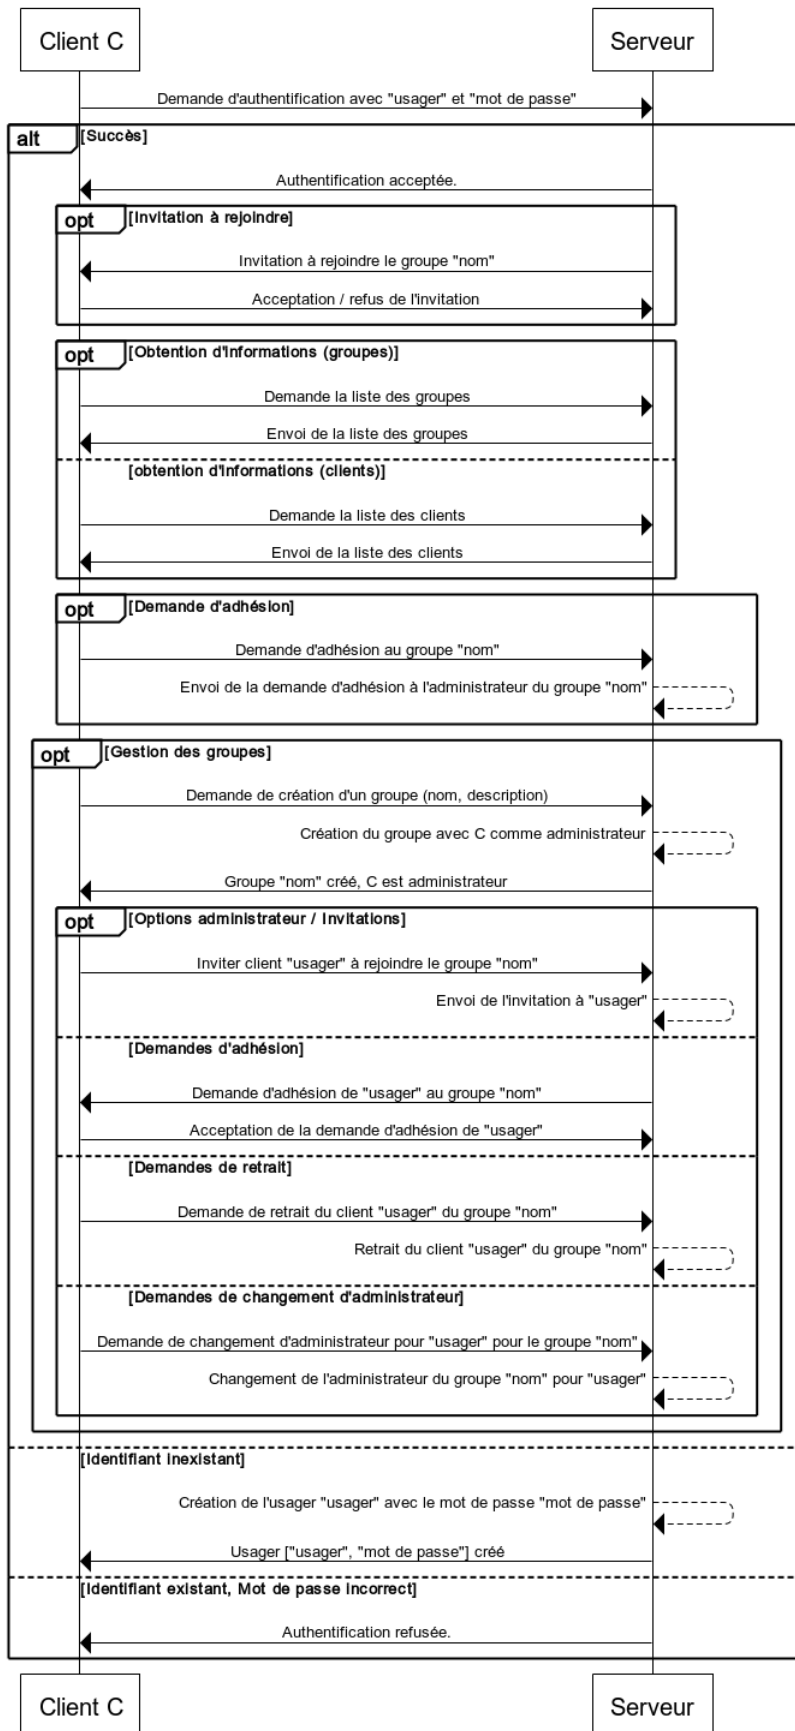 Client C
Serveur
Demande d'authentification avec "usager" et "mot de passe"
alt
[Succès]
Authentification acceptée.
opt
[Invitation à rejoindre]
Invitation à rejoindre le groupe "nom"
Acceptation / refus de l'invitation
opt
[Obtention d'informations (groupes)]
Demande la liste des groupes
Envoi de la liste des groupes
[obtention d'informations (clients)]
Demande la liste des clients
Envoi de la liste des clients
opt
[Demande d'adhésion]
Demande d'adhésion au groupe "nom"
Envoi de la demande d'adhésion à l'administrateur du groupe "nom"
opt
[Gestion des groupes]
Demande de création d'un groupe (nom, description)
Création du groupe avec C comme administrateur
Groupe "nom" créé, C est administrateur
opt
[Options administrateur / Invitations]
Inviter client "usager" à rejoindre le groupe "nom"
Envoi de l'invitation à "usager"
[Demandes d'adhésion]
Demande d'adhésion de "usager" au groupe "nom"
Acceptation de la demande d'adhésion de "usager"
[Demandes de retrait]
Demande de retrait du client "usager" du groupe "nom"
Retrait du client "usager" du groupe "nom"
[Demandes de changement d'administrateur]
Demande de changement d'administrateur pour "usager" pour le groupe "nom"
Changement de l'administrateur du groupe "nom" pour "usager"
[Identifiant inexistant]
Création de l'usager "usager" avec le mot de passe "mot de passe"
Usager ["usager", "mot de passe"] créé
[Identifiant existant, Mot de passe incorrect]
Authentification refusée.
Client C
Serveur